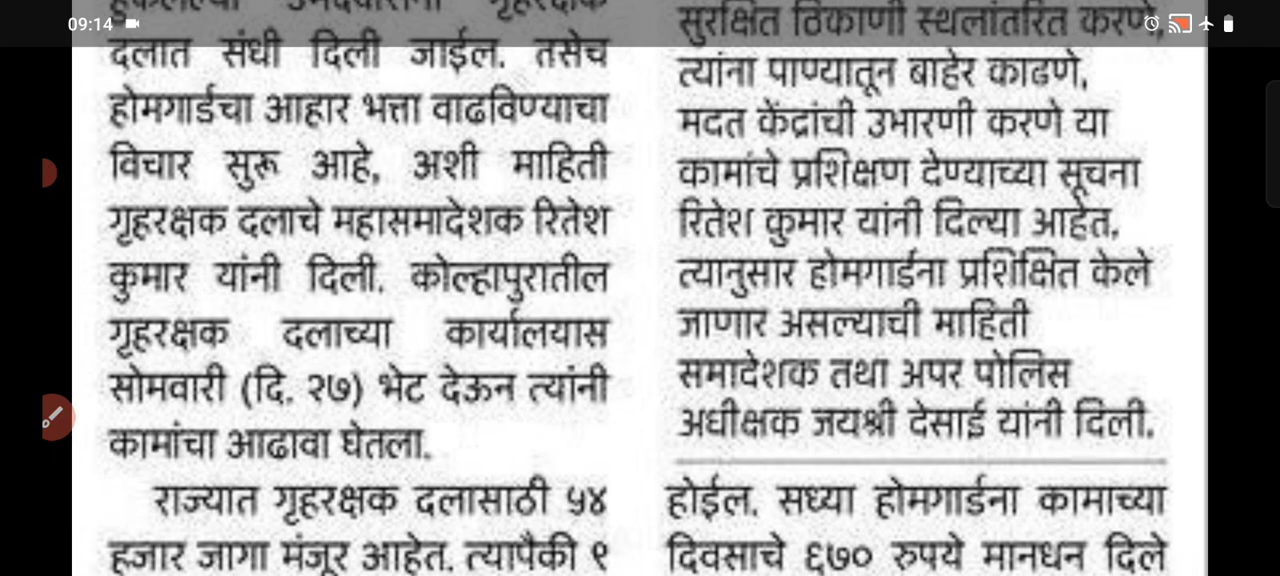 09:14
दलात संधी दिली जाईल. तसेच
होमगार्डचा आहार भत्ता वाढविण्याचा
विचार सुरू आहे, अशी माहिती
गृहरक्षक दलाचे महासमादेशक रितेश
कुमार यांनी दिली. कोल्हापुरातील
गृहरक्षक दलाच्या कार्यालयास
सोमवारी (दि. २७) भेट देऊन त्यांनी
कामांचा आढावा घेतला.
राज्यात गृहरक्षक दलासाठी ५४
हजार जागा मंजूर आहेत. त्यापैकी ९
सुरक्षित ठिकाणी स्थलांतरित करणे,
त्यांना पाण्यातून बाहेर काढणे,
मदत केंद्रांची उभारणी करणे या
कामांचे प्रशिक्षण देण्याच्या सूचना
रितेश कुमार यांनी दिल्या आहेत.
त्यानुसार होमगार्डना प्रशिक्षित केले
जाणार असल्याची माहिती
समादेशक तथा अपर पोलिस
अधीक्षक जयश्री देसाई यांनी दिली.
होईल. सध्या होमगार्डना कामाच्या
दिवसाचे ६७० रुपये मानधन दिले